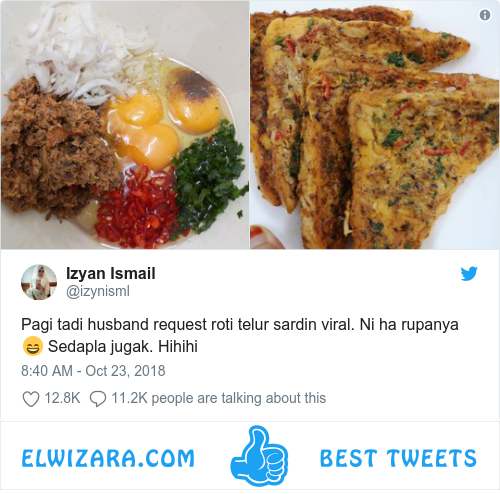 Izyan Ismail
@izynisml
Pagi tadi husband request roti telur sardin viral. Ni ha rupanya
😄 Sedapla jugak. Hihihi
8:40 AM - Oct 23, 2018
12.8K 11.2K people are talking about this
ELWIZARA.COM BEST TWEETS